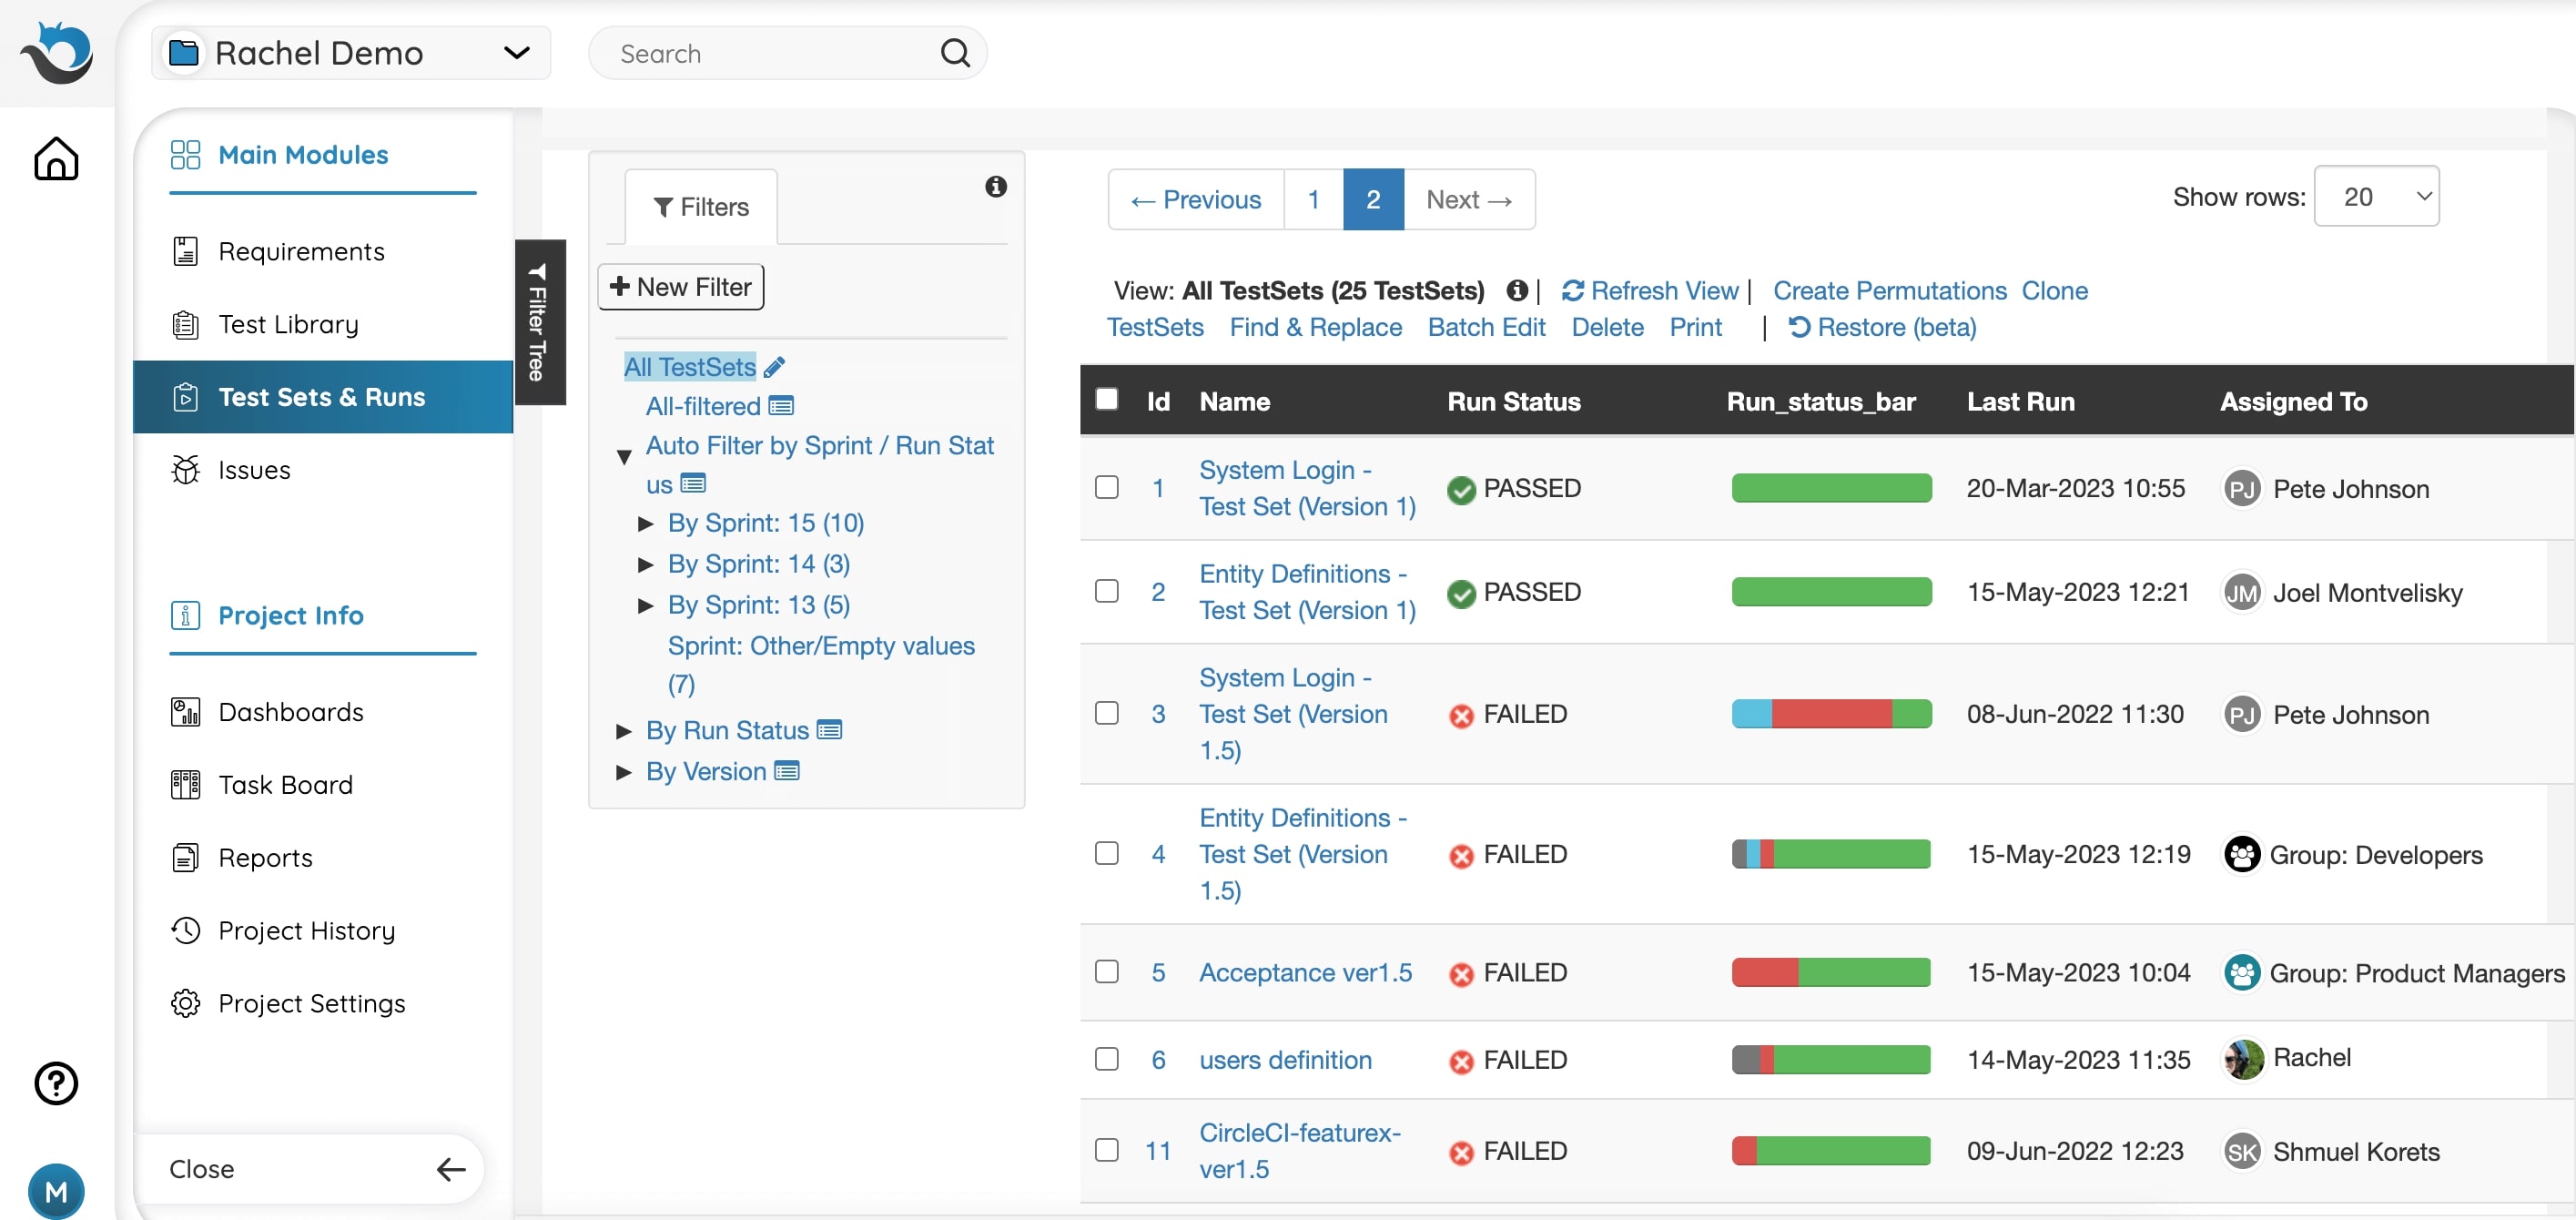 Rachel Demo
Search
Main Modules
Requirements
Test Library
Test Sets & Runs
Issues
Project Info
Dashboards
Task Board
Reports
Project History
Project Settings
Close
M
Filter Tree
Filters
New Filter
All TestSets
All-filtered
Auto Filter by Sprint / Run Stat
us
By Sprint: 15 (10)
By Sprint: 14 (3)
By Sprint: 13 (5)
Sprint: Other/Empty values
(7)
By Run Status
By Version
← Previous 1 2 Next →
Show rows: 20
View: All TestSets (25 TestSets) | Refresh View | Create Permutations Clone
TestSets Find & Replace Batch Edit Delete Print | Restore (beta)
Id Name Run Status Run_status_bar Last Run Assigned To
1 System Login -
Test Set (Version 1) PASSED 20-Mar-2023 10:55 PJ Pete Johnson
2 Entity Definitions -
Test Set (Version 1) PASSED 15-May-2023 12:21 JM Joel Montvelisky
System Login -
3 Test Set (Version FAILED 08-Jun-2022 11:30 PJ Pete Johnson
1.5)
Entity Definitions -
4 Test Set (Version FAILED 15-May-2023 12:19 Group: Developers
1.5)
5 Acceptance ver1.5 FAILED 15-May-2023 10:04 Group: Product Managers
6 users definition FAILED 14-May-2023 11:35 Rachel
11 CircleCI-featurex-
ver1.5 FAILED 09-Jun-2022 12:23 SK Shmuel Korets